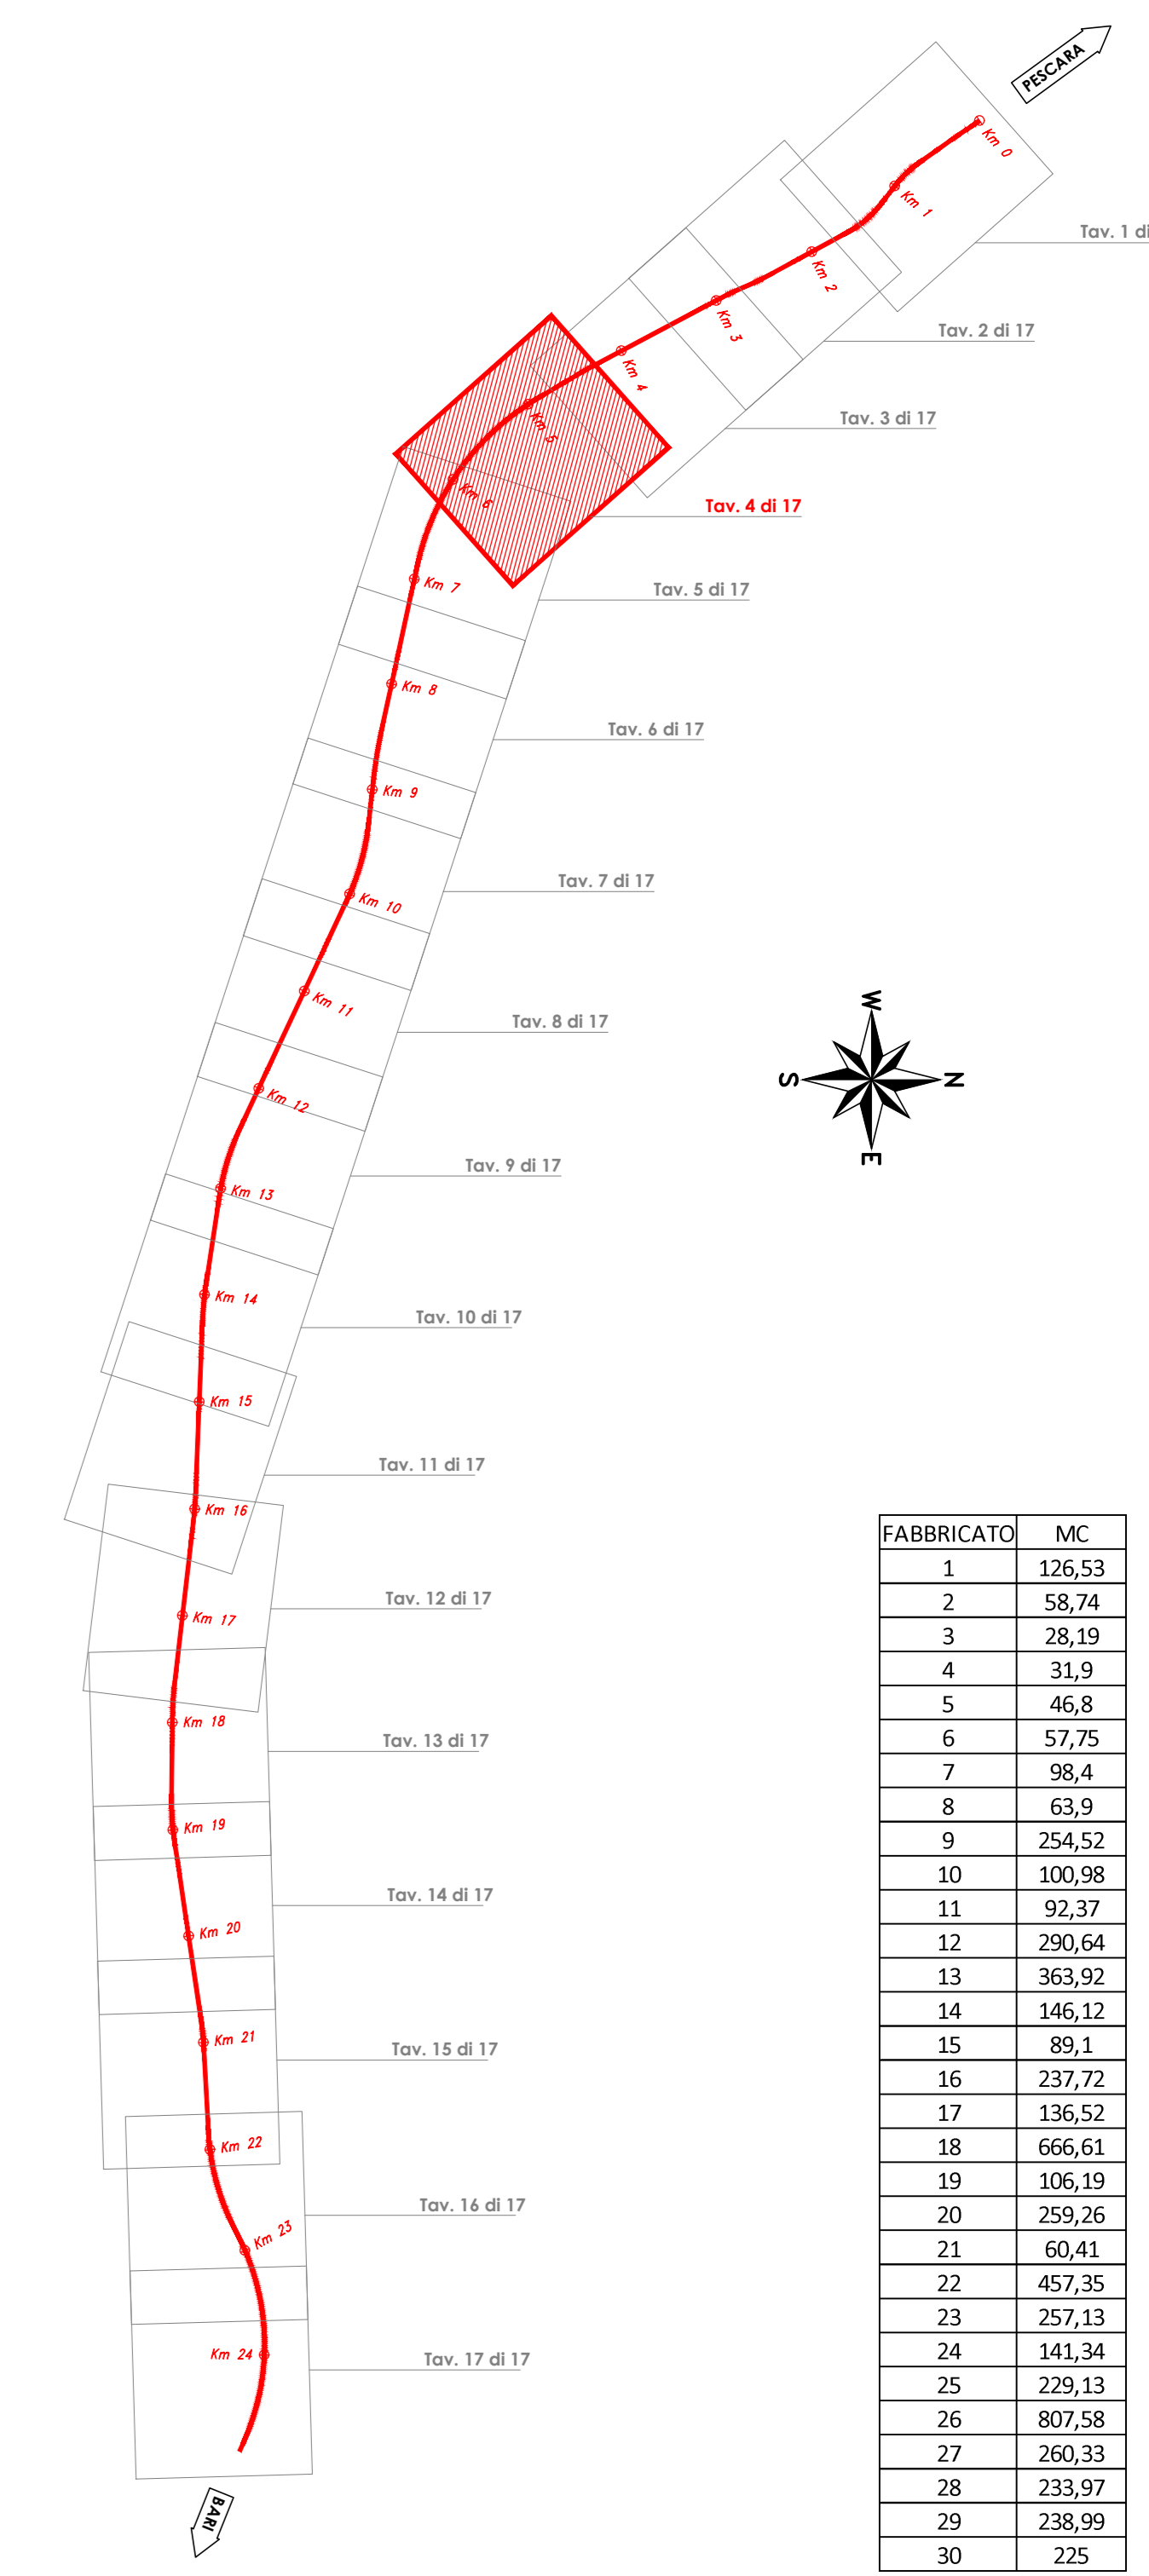 PESCARA
Km 0
Km 1
Tav. 1 di
Km 2
Km 3
Tav. 2 di 17
Km 4
Tav. 3 di 17
Km 5
Km 6
Tav. 4 di 17
Km 7
Tav. 5 di 17
Km 8
Tav. 6 di 17
Km 9
Tav. 7 di 17
Km 10
Km 11
W
Tav. 8 di 17
S
N
Km 12
E
Tav. 9 di 17
Km 13
Km 14
Tav. 10 di 17
Km 15
Tav. 11 di 17
Km 16
Tav. 12 di 17
Km 17
Km 18
Tav. 13 di 17
Km 19
Tav. 14 di 17
Km 20
Km 21
Tav. 15 di 17
Km 22
Tav. 16 di 17
Km 23
Km 24
Tav. 17 di 17
BARI
FABBRICATO MC
1 126,53
2 58,74
3 28,19
4 31,9
5 46,8
6 57,75
7 98,4
8 63,9
9 254,52
10 100,98
11 92,37
12 290,64
13 363,92
14 146,12
15 89,1
16 237,72
17 136,52
18 666,61
19 106,19
20 259,26
21 60,41
22 457,35
23 257,13
24 141,34
25 229,13
26 807,58
27 260,33
28 233,97
29 238,99
30 225